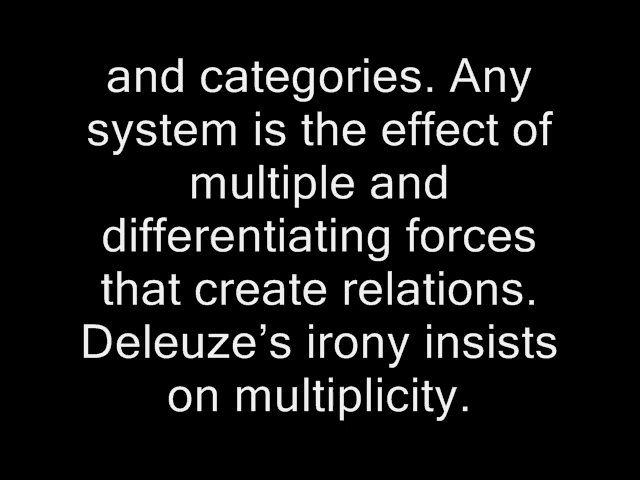 and categories. Any
system is the effect of
multiple and
differentiating forces
that create relations.
Deleuze’s irony insists
on multiplicity.